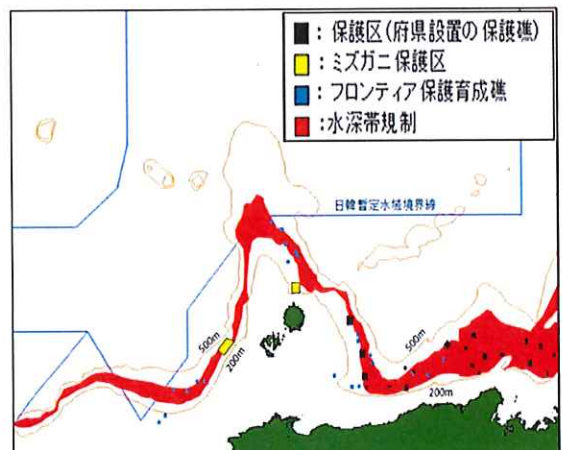 ■：保護区（府県設置の保護礁）
：ミズガニ保護区
：フロンティア保護育成礁
：水深帯規制
日韓暫定水域境界線
500m
200m
500m
200m